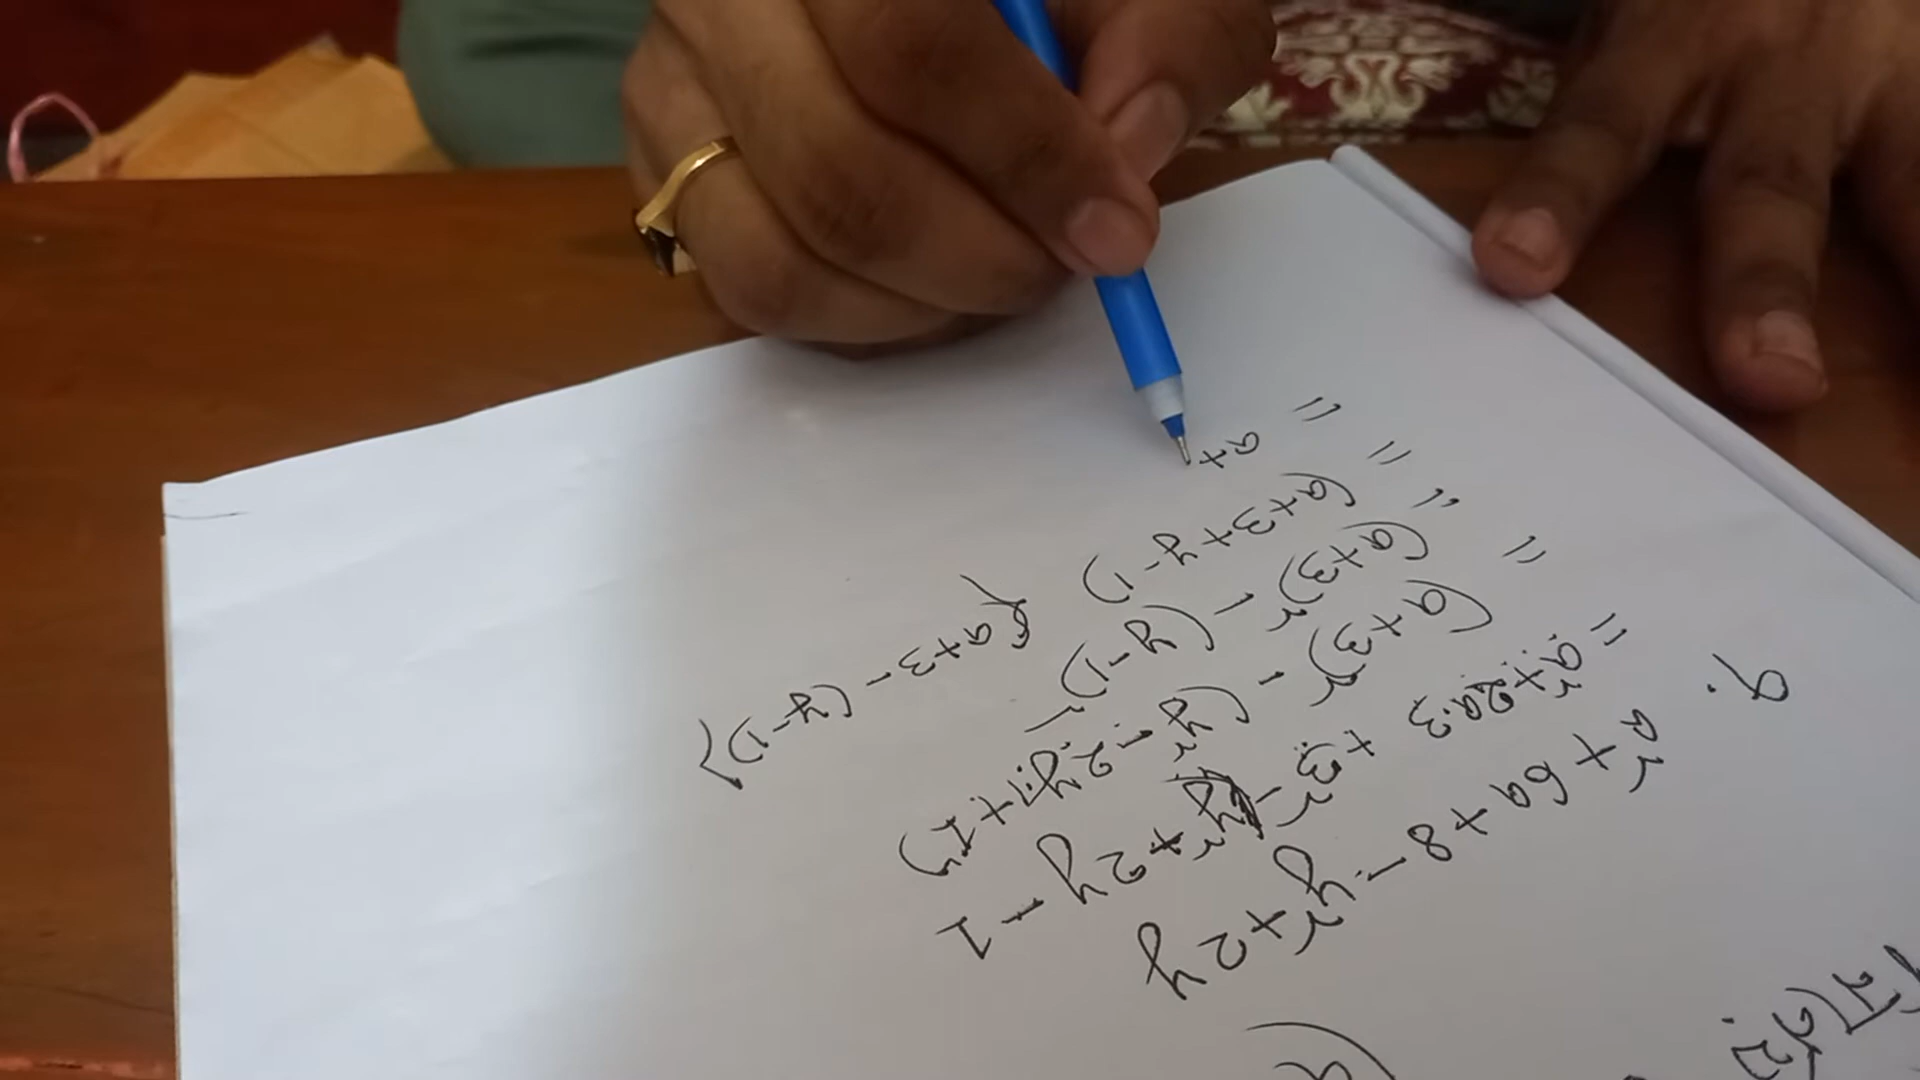 9.
a² + 6a + 8 - y² + 2y
= a² + 2.a.3 + 3² - y² + 2y - 1
= (a+3)² - (y² - 2.y.1 + 1²)
= (a+3)² - (y-1)²
= (a+3+y-1) {a+3-(y-1)}
= a+